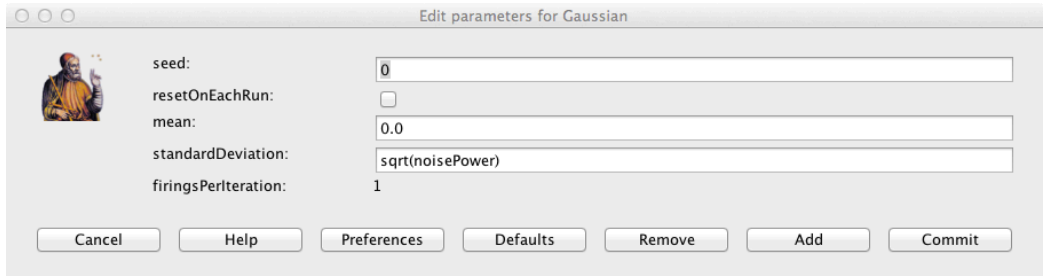 Edit parameters for Gaussian
seed: 0
resetOnEachRun:
mean: 0.0
standardDeviation: sqrt(noisePower)
firingsPerIteration: 1
Cancel Help Preferences Defaults Remove Add Commit